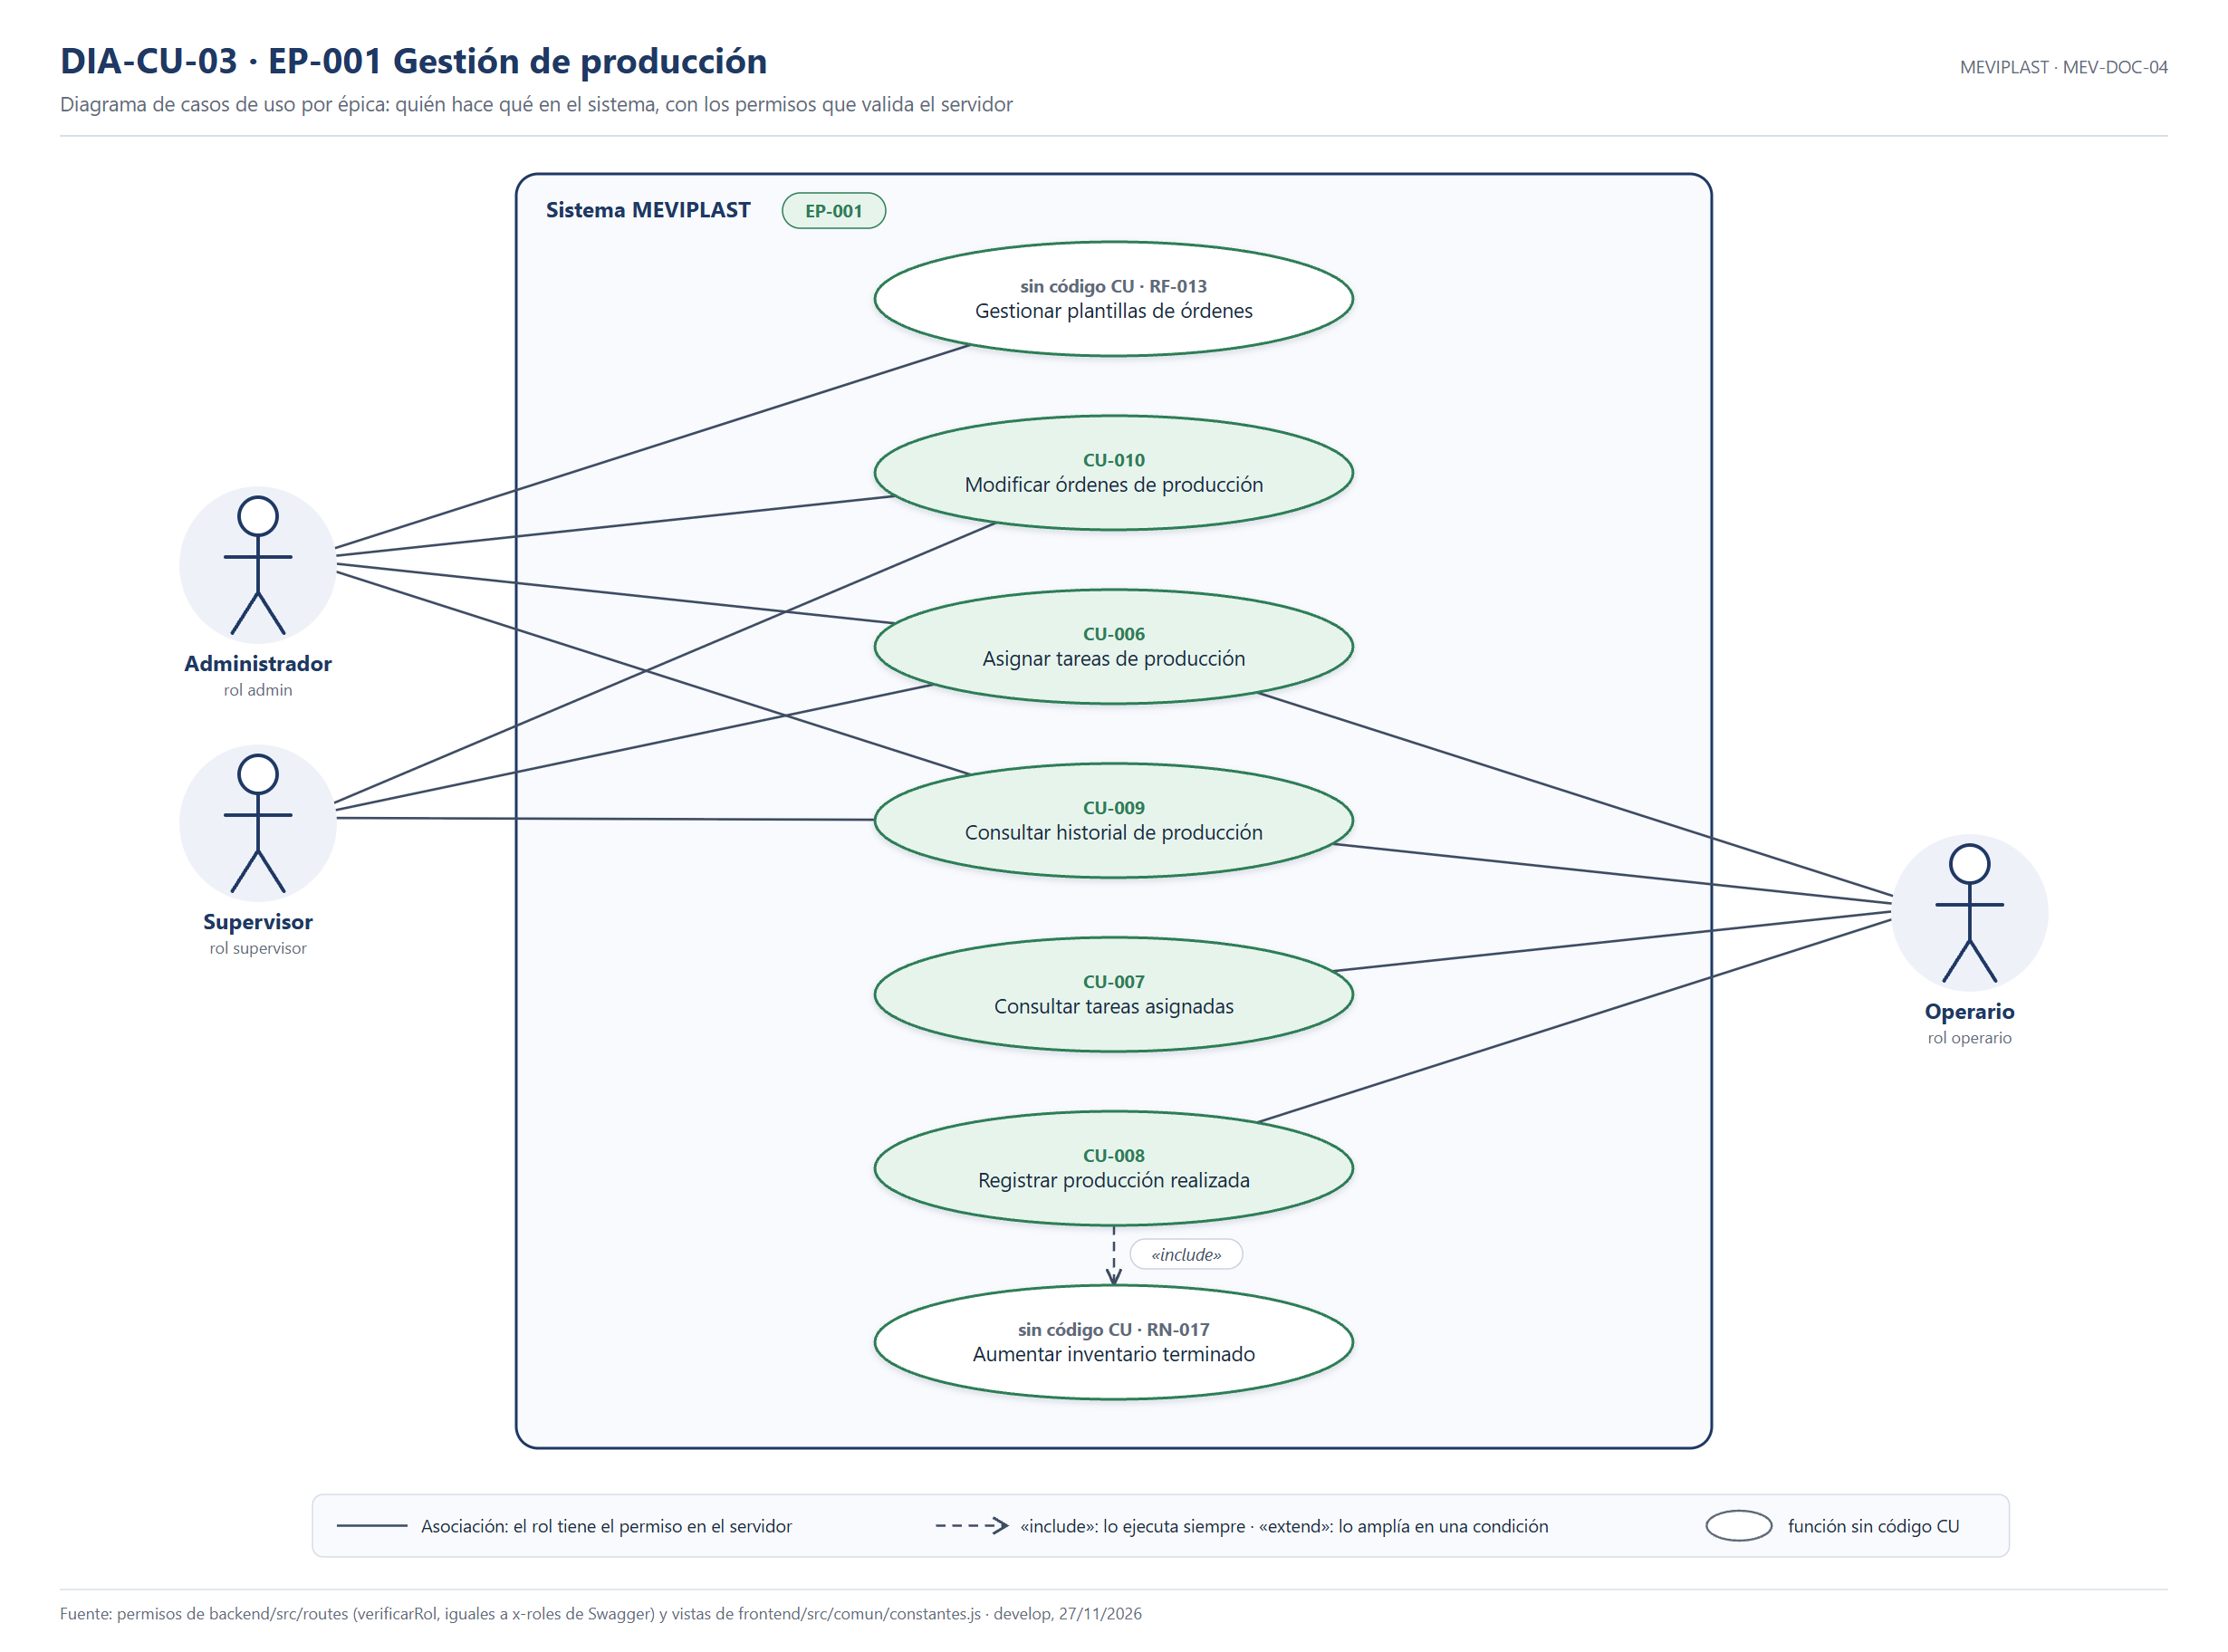 DIA-CU-03 · EP-001 Gestión de producción
MEVIPLAST · MEV-DOC-04
Diagrama de casos de uso por épica: quién hace qué en el sistema, con los permisos que valida el servidor
Sistema MEVIPLAST
EP-001
sin código CU · RF-013
Gestionar plantillas de órdenes
CU-010
Modificar órdenes de producción
CU-006
Asignar tareas de producción
Administrador
rol admin
CU-009
Consultar historial de producción
Supervisor
rol supervisor
CU-007
Consultar tareas asignadas
Operario
rol operario
CU-008
Registrar producción realizada
«include»
sin código CU · RN-017
Aumentar inventario terminado
Asociación: el rol tiene el permiso en el servidor
«include»: lo ejecuta siempre · «extend»: lo amplía en una condición
función sin código CU
Fuente: permisos de backend/src/routes (verificarRol, iguales a x-roles de Swagger) y vistas de frontend/src/comun/constantes.js · develop, 27/11/2026